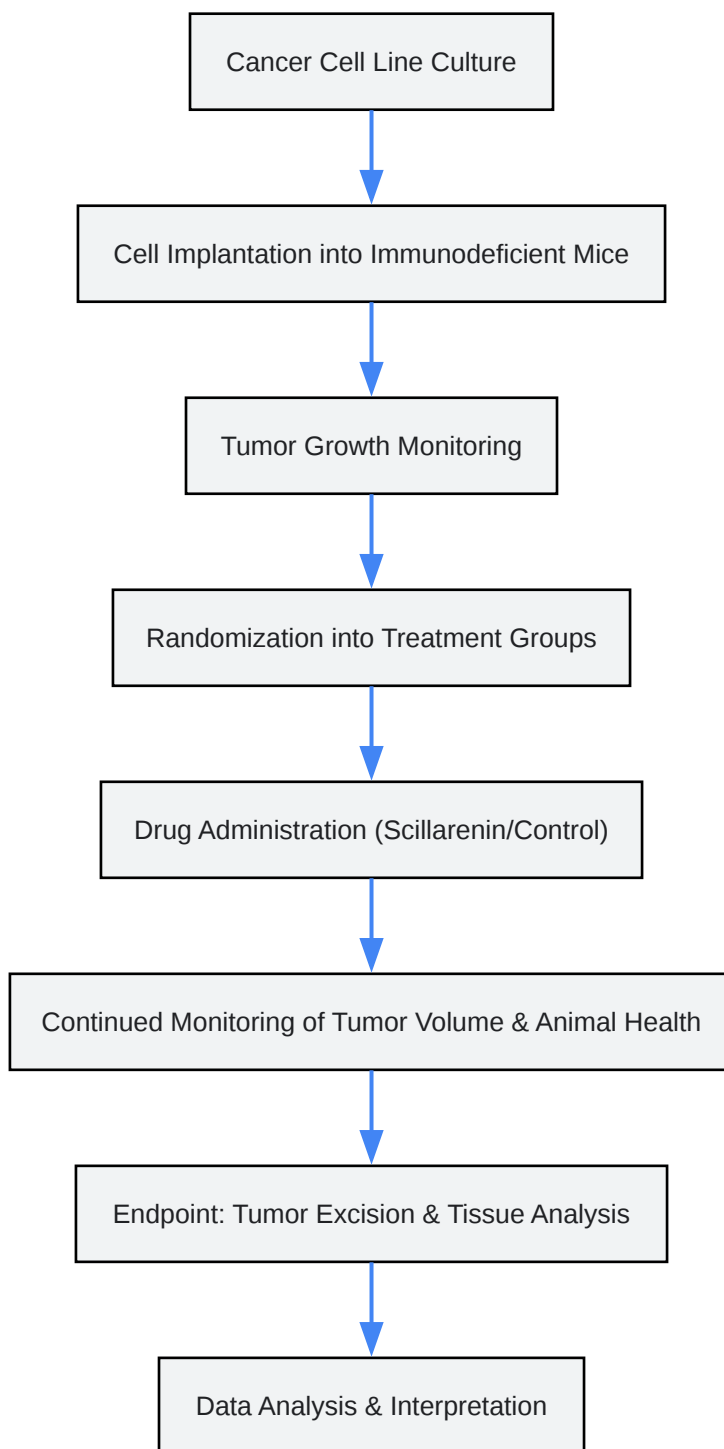 Cancer Cell Line Culture
Cell Implantation into Immunodeficient Mice
Tumor Growth Monitoring
Randomization into Treatment Groups
Drug Administration (Scillarenin/Control)
Continued Monitoring of Tumor Volume & Animal Health
Endpoint: Tumor Excision & Tissue Analysis
Data Analysis & Interpretation